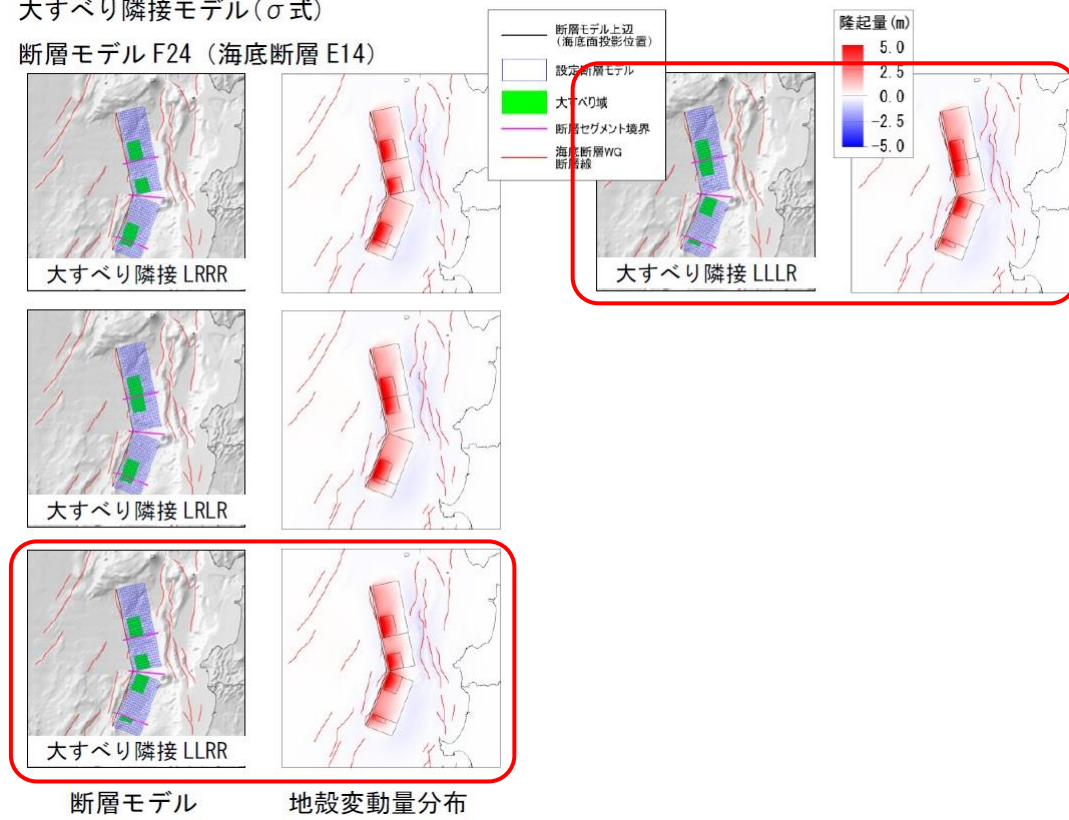 大すべり隣接モデル(σ式)
断層モデル F24 (海底断層 E14)
断層モデル上辺
(海底面投影位置)
設定断層モデル
大すべり域
断層セグメント境界
海底断層WG
断層線
隆起量(m)
5.0
2.5
0.0
-2.5
-5.0
大すべり隣接 LRRR
大すべり隣接 LLLR
大すべり隣接 LRLR
大すべり隣接 LLRR
断層モデル
地殻変動量分布